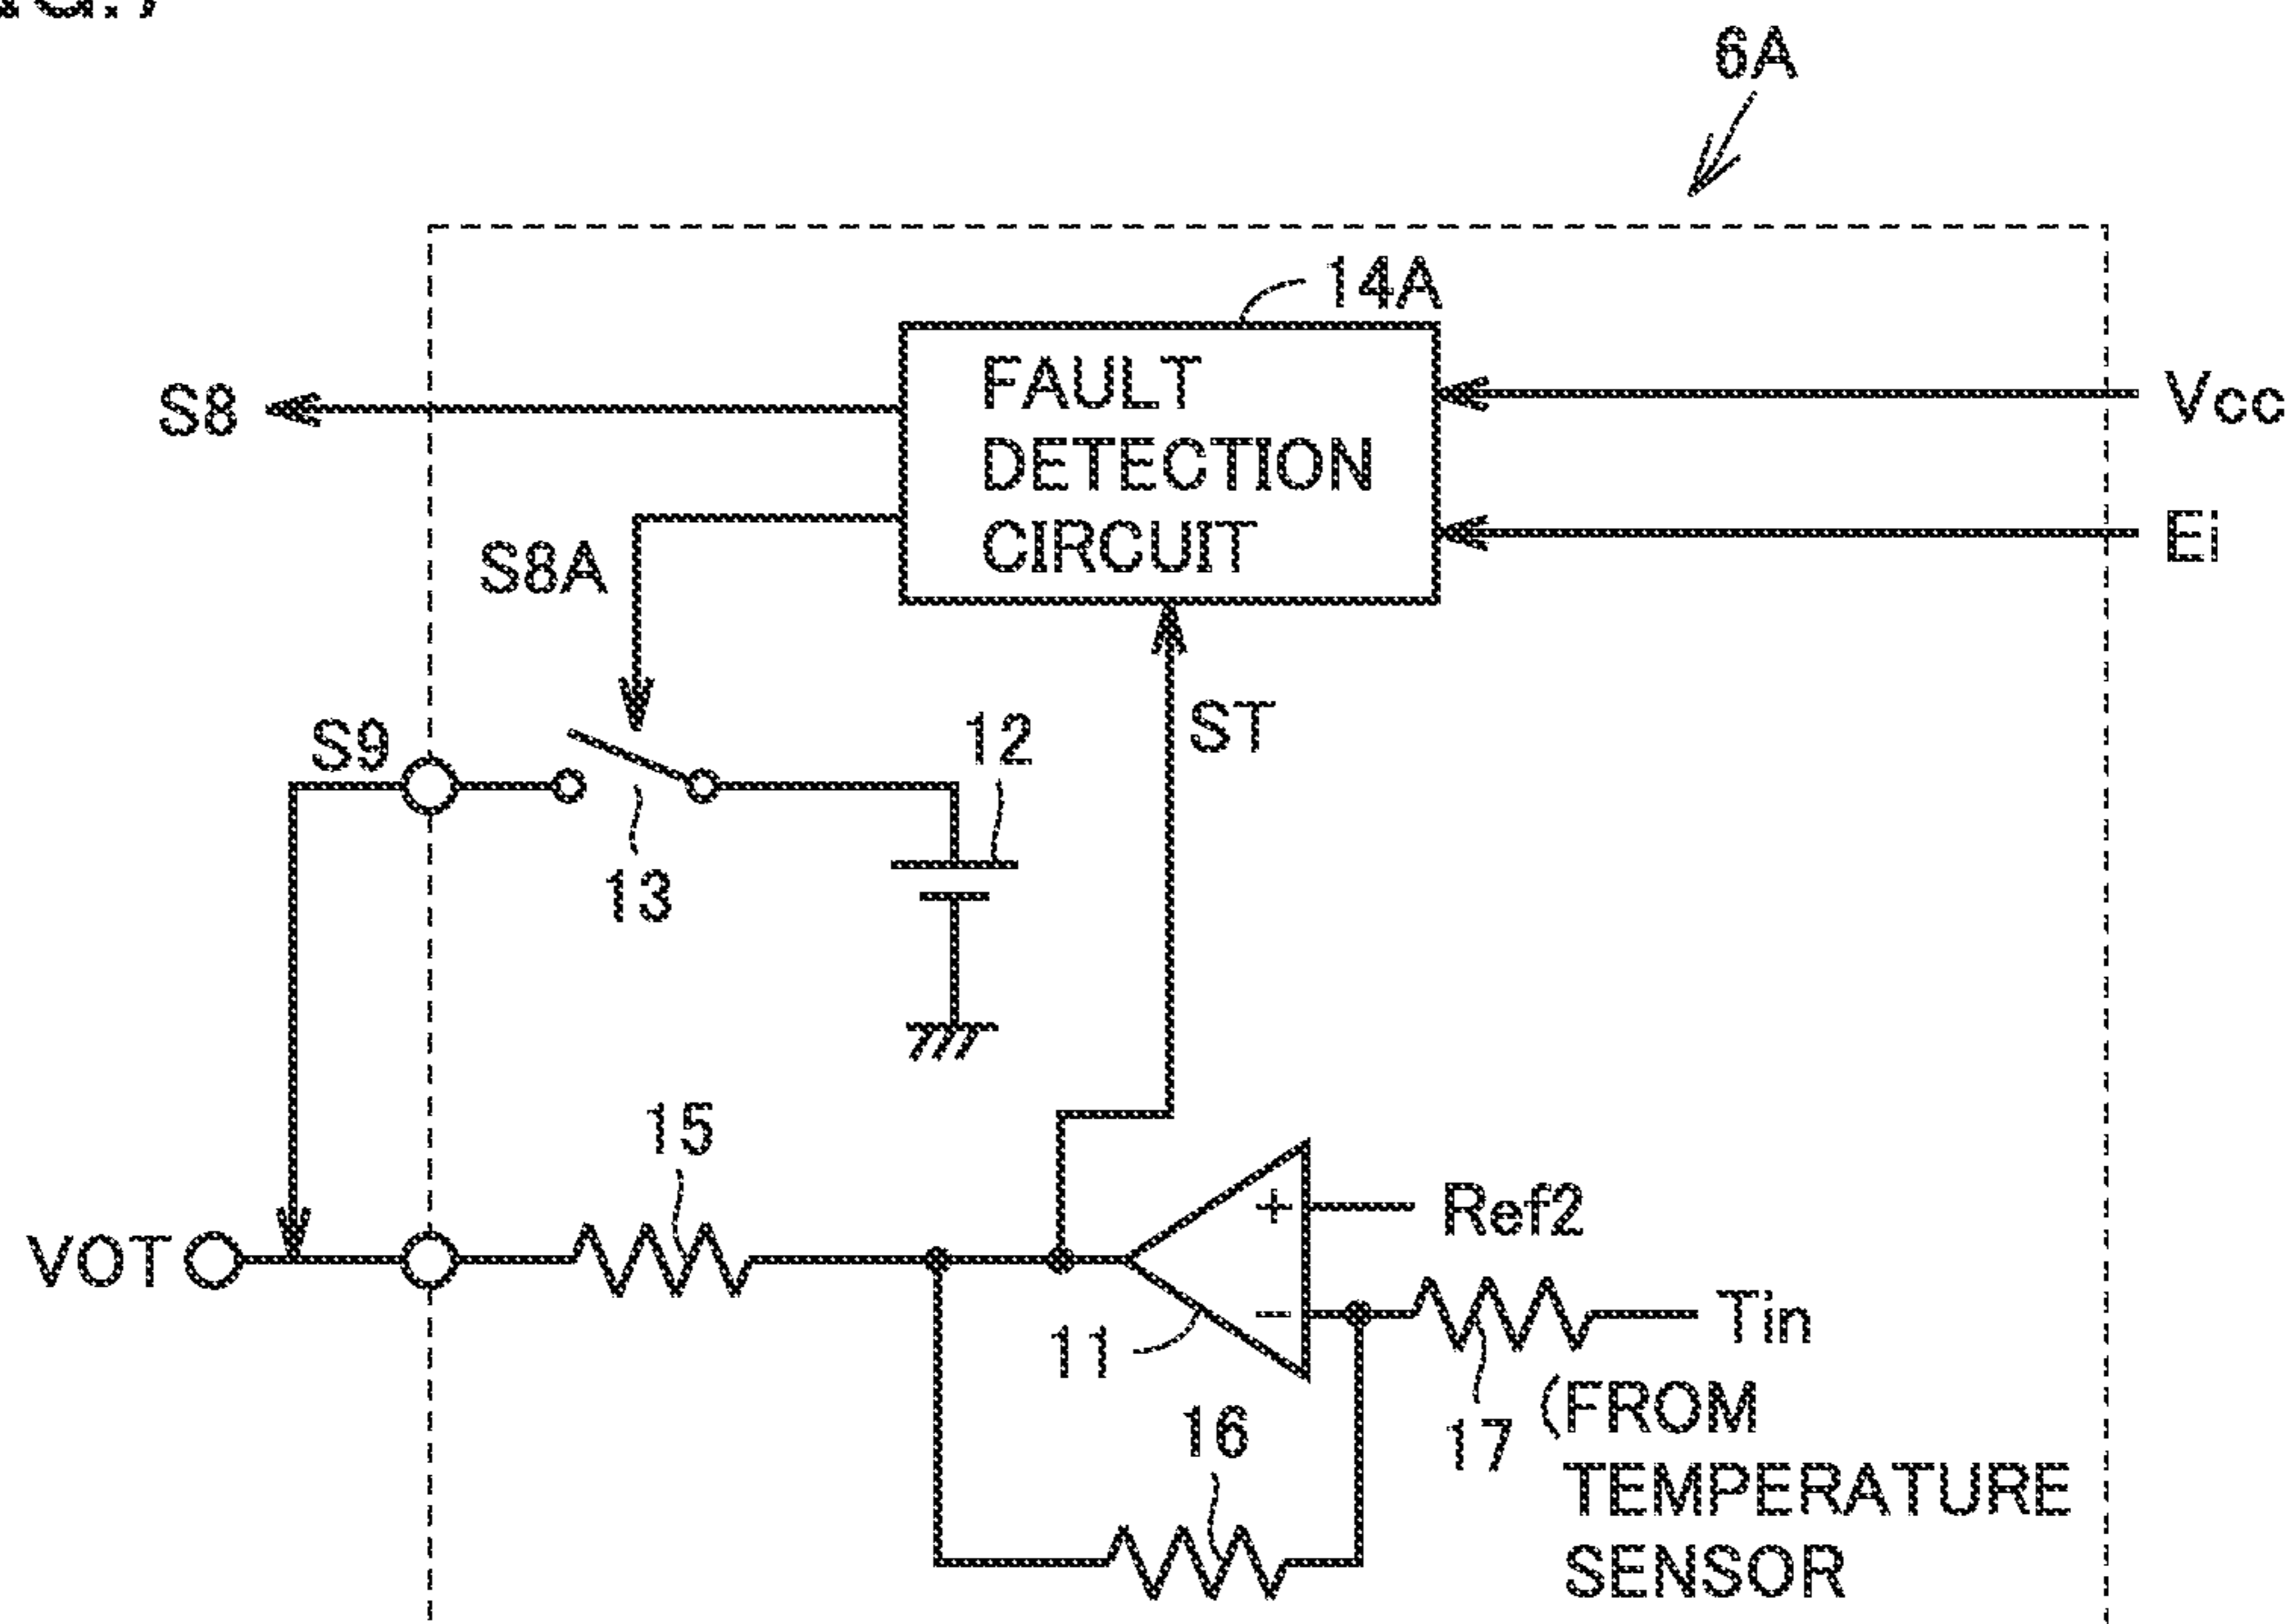 6A
14A
S8
FAULT
DETECTION
CIRCUIT
Vcc
Ei
S8A
S9
12
ST
13
15
VOT
+
Ref2
−
Tin
11
16
17
(FROM
TEMPERATURE
SENSOR